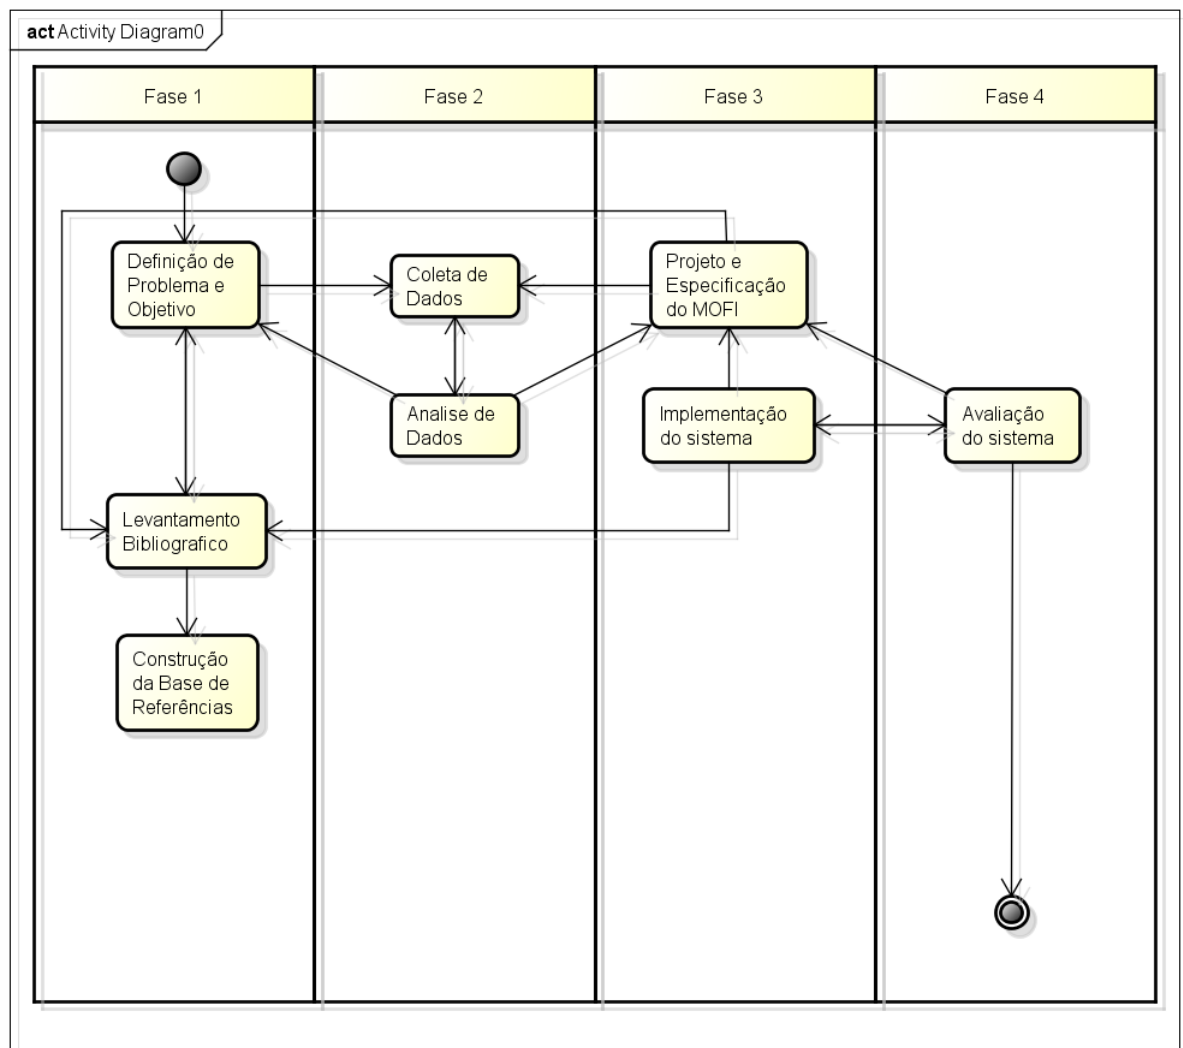 act Activity Diagram0
Fase 1
Fase 2
Fase 3
Fase 4
Definição de
Problema e
Objetivo
Coleta de
Dados
Projeto e
Especificação
do MOFI
Analise de
Dados
Implementação
do sistema
Avaliação
do sistema
Levantamento
Bibliografico
Construção
da Base de
Referências